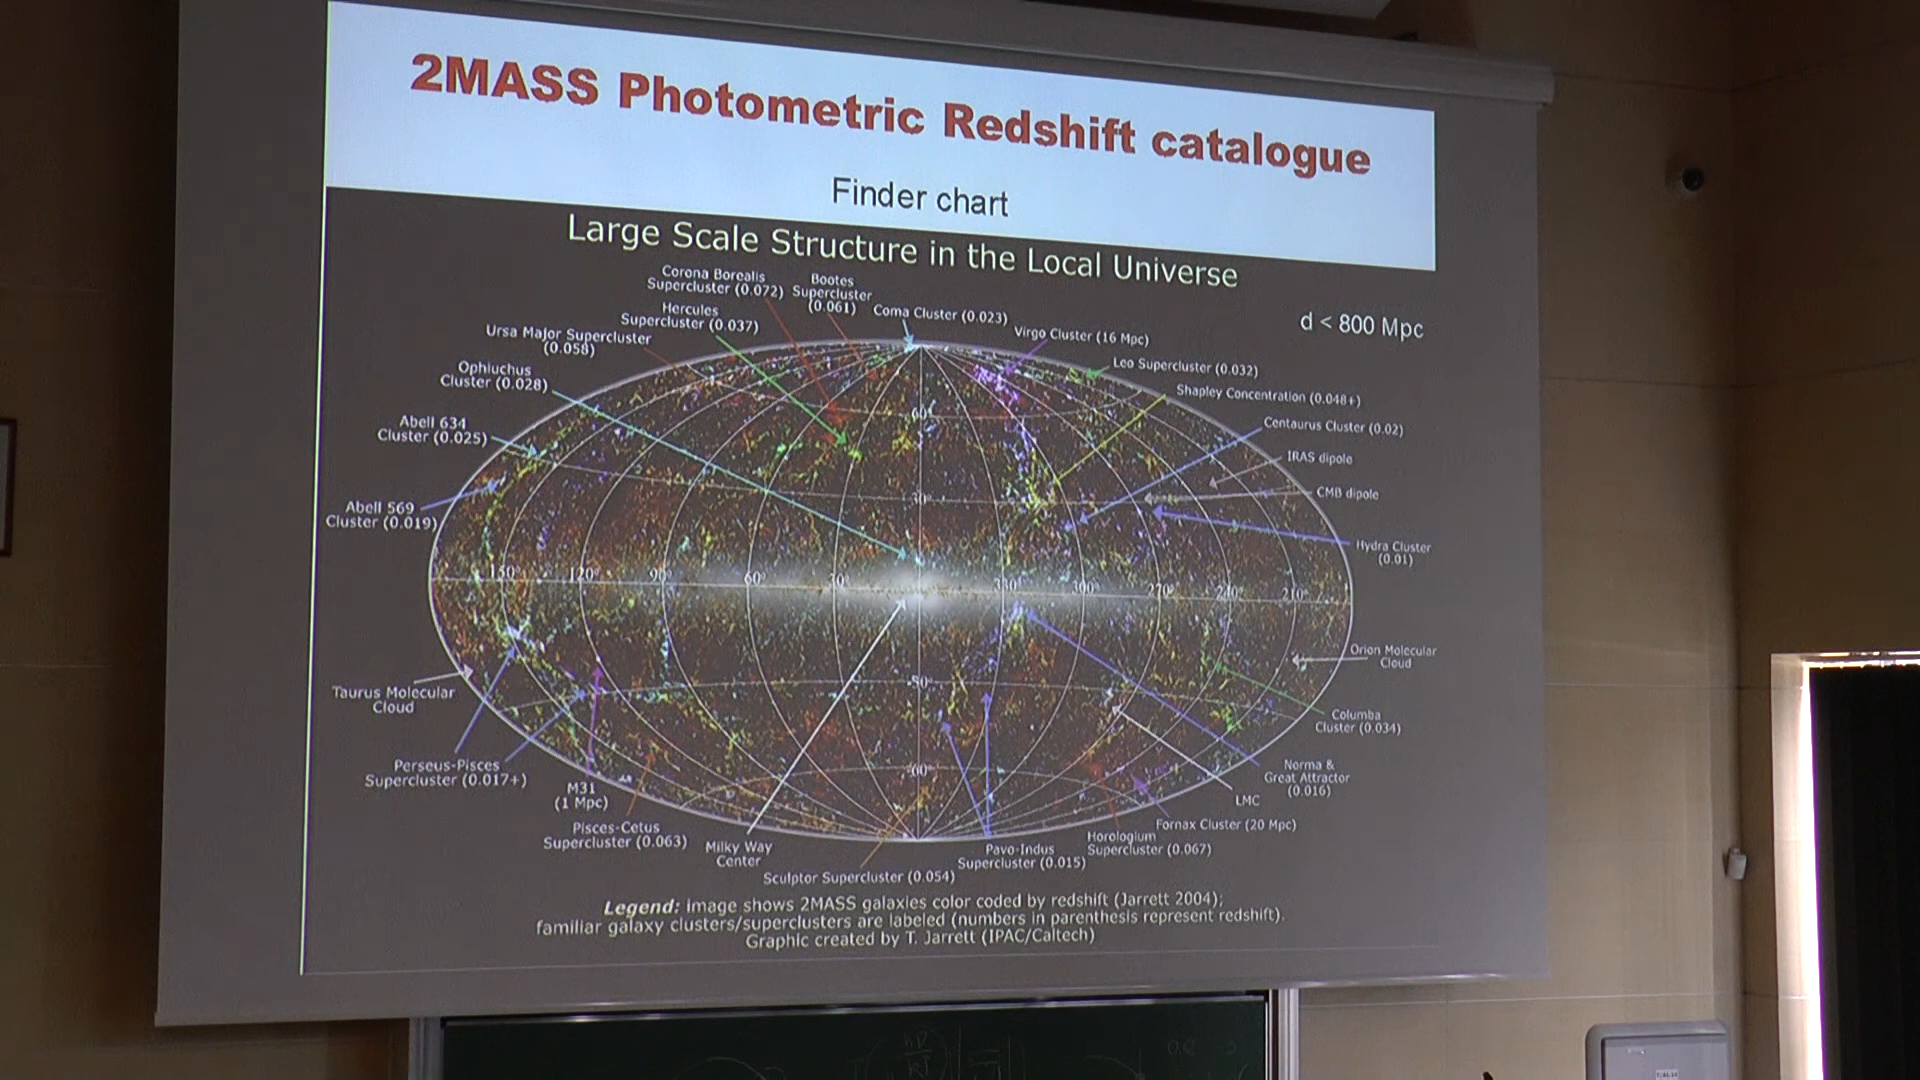 2MASS Photometric Redshift catalogue
Finder chart
Large Scale Structure in the Local Universe
d < 800 Mpc
Corona Borealis
Supercluster (0.072)
Bootes
Supercluster
(0.061)
Coma Cluster (0.023)
Hercules
Supercluster (0.037)
Virgo Cluster (16 Mpc)
Ursa Major Supercluster
(0.058)
Leo Supercluster (0.032)
Ophiuchus
Cluster (0.028)
Shapley Concentration (0.048+)
Abell 634
Cluster (0.025)
Centaurus Cluster (0.02)
IRAS dipole
CMB dipole
Abell 569
Cluster (0.019)
Hydra Cluster
(0.01)
60°
30°
150°
120°
90°
60°
30°
330°
300°
270°
240°
210°
-30°
-60°
Orion Molecular
Cloud
Taurus Molecular
Cloud
Columba
Cluster (0.034)
Perseus-Pisces
Supercluster (0.017+)
Norma &
Great Attractor
(0.016)
M31
(1 Mpc)
LMC
Pisces-Cetus
Supercluster (0.063)
Milky Way
Center
Fornax Cluster (20 Mpc)
Horologium
Supercluster (0.067)
Pavo-Indus
Supercluster (0.015)
Sculptor Supercluster (0.054)
Legend: image shows 2MASS galaxies color coded by redshift (Jarrett 2004);
familiar galaxy clusters/superclusters are labeled (numbers in parenthesis represent redshift).
Graphic created by T. Jarrett (IPAC/Caltech)